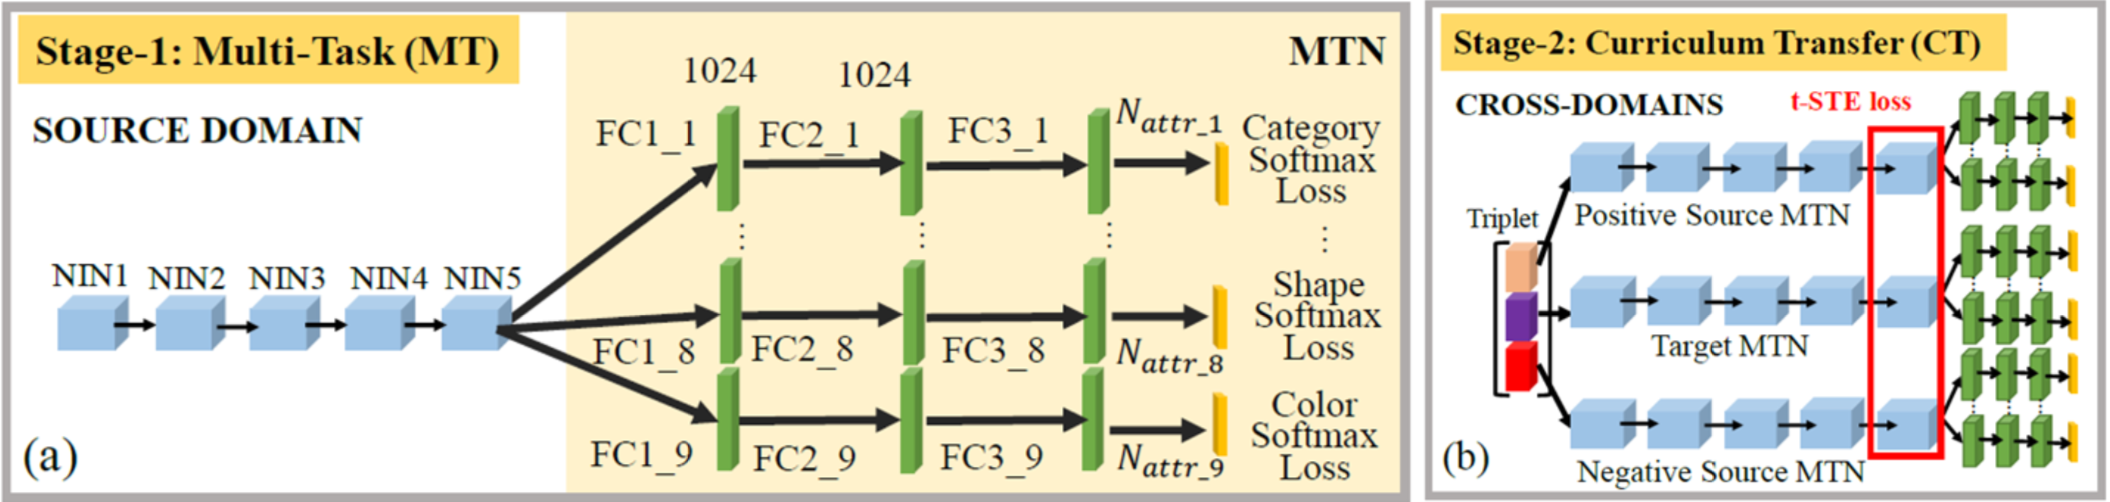 Stage-1: Multi-Task (MT)
MTN
SOURCE DOMAIN
1024
1024
FC1_1
FC2_1
FC3_1
N_attr_1
Category
Softmax
Loss
NIN1
NIN2
NIN3
NIN4
NIN5
FC1_8
FC2_8
FC3_8
N_attr_8
Shape
Softmax
Loss
FC1_9
FC2_9
FC3_9
N_attr_9
Color
Softmax
Loss
(a)
Stage-2: Curriculum Transfer (CT)
CROSS-DOMAINS
t-STE loss
Triplet
Positive Source MTN
Target MTN
Negative Source MTN
(b)